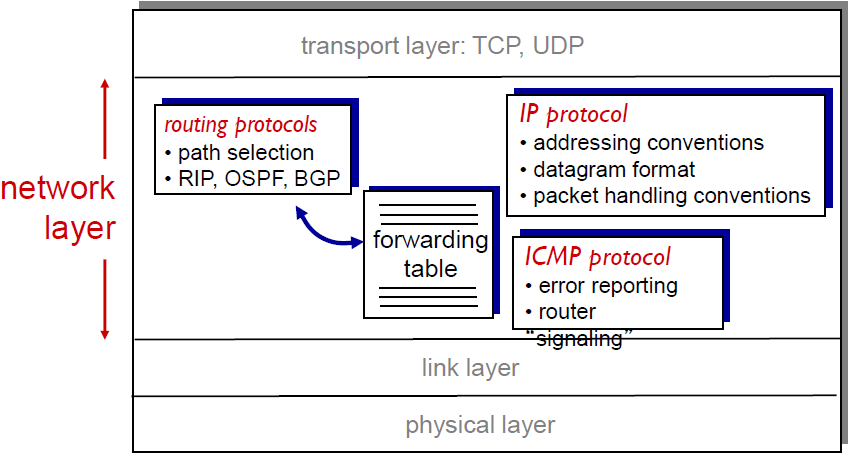 transport layer: TCP, UDP
network
layer
routing protocols
• path selection
• RIP, OSPF, BGP
forwarding
table
IP protocol
• addressing conventions
• datagram format
• packet handling conventions
ICMP protocol
• error reporting
• router
“signaling”
link layer
physical layer